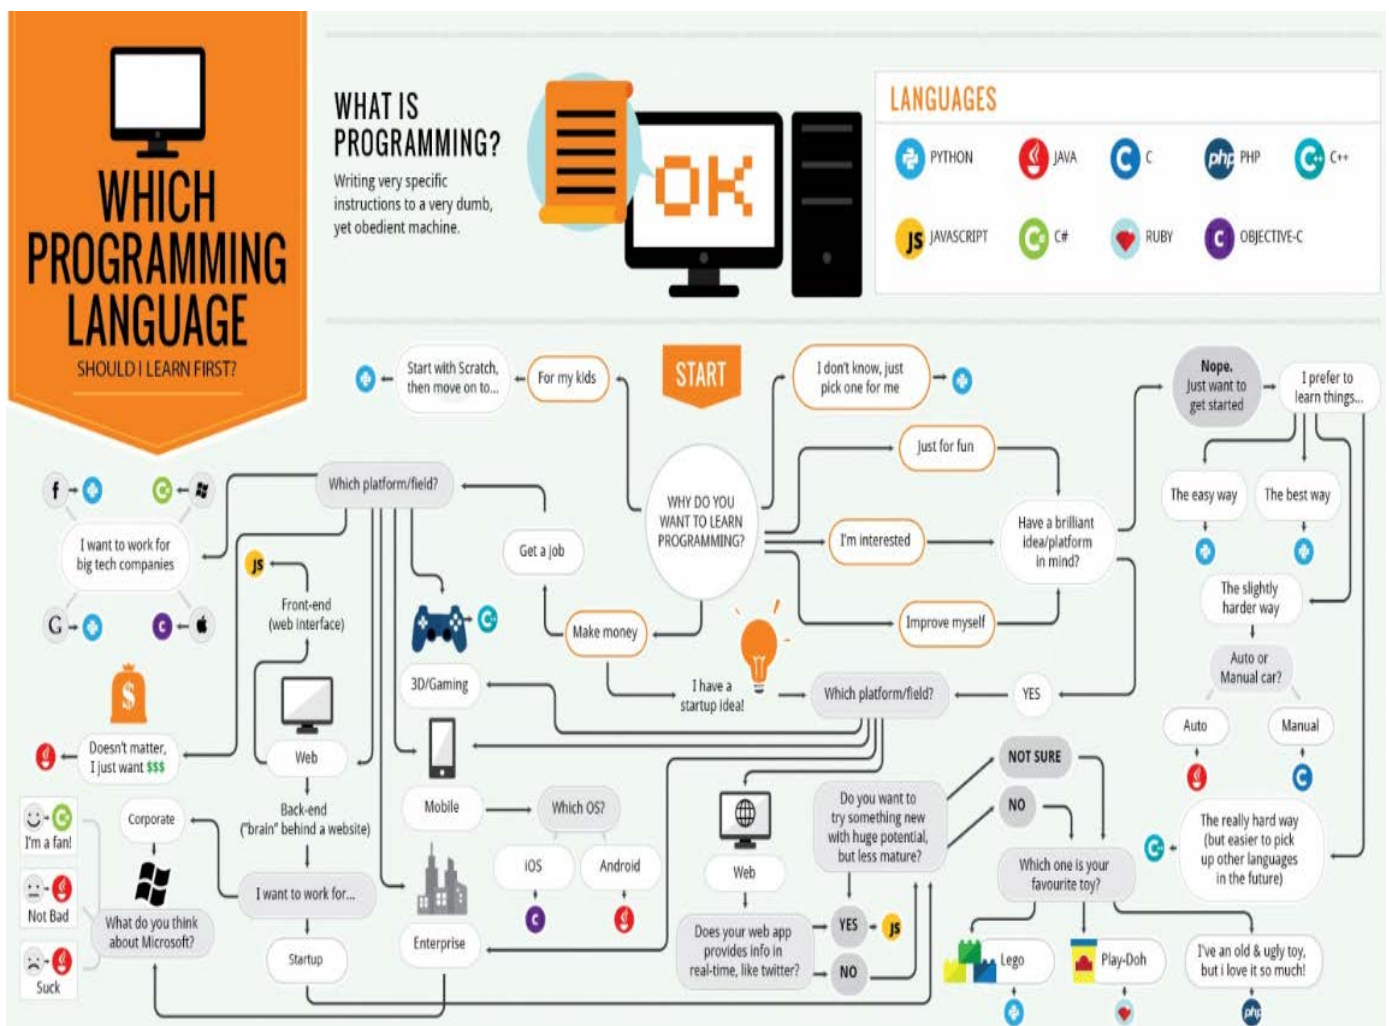 WHICH
PROGRAMMING
LANGUAGE
SHOULD I LEARN FIRST?
WHAT IS
PROGRAMMING?
Writing very specific
instructions to a very dumb,
yet obedient machine.
OK
LANGUAGES
PYTHON
JAVA
C
C
php
PHP
C++
C++
JS
JAVASCRIPT
C#
C#
RUBY
C
OBJECTIVE-C
START
Start with Scratch,
then move on to...
For my kids
I don't know, just
pick one for me
Nope.
Just want to
get started
I prefer to
learn things...
Just for fun
WHY DO YOU
WANT TO LEARN
PROGRAMMING?
I'm interested
Have a brilliant
idea/platform
in mind?
Improve myself
The easy way
The best way
The slightly
harder way
Auto or
Manual car?
Auto
Manual
C
The really hard way
(but easier to pick
up other languages
in the future)
C++
Which platform/field?
Get a job
Make money
I have a
startup idea!
Which platform/field?
YES
f
C#
I want to work for
big tech companies
G
C
JS
Front-end
(web interface)
C++
3D/Gaming
$
Doesn't matter,
I just want $$$
Web
Back-end
("brain" behind a website)
Mobile
Which OS?
iOS
Android
C
I want to work for...
Corporate
Startup
Enterprise
C#
I'm a fan!
Not Bad
Suck
What do you think
about Microsoft?
Web
Does your web app
provides info in
real-time, like twitter?
YES
JS
NO
Do you want to
try something new
with huge potential,
but less mature?
NOT SURE
NO
Which one is your
favourite toy?
Lego
Play-Doh
I've an old & ugly toy,
but i love it so much!
php